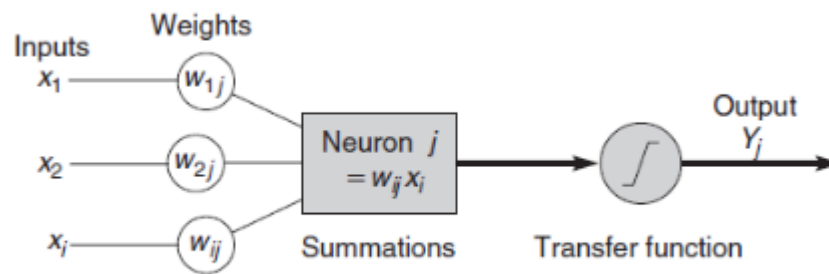 Inputs
Weights
x₁
w₁ⱼ
x₂
w₂ⱼ
xᵢ
wᵢⱼ
Neuron j
= wᵢⱼ xᵢ
Summations
Transfer function
Output
Yⱼ